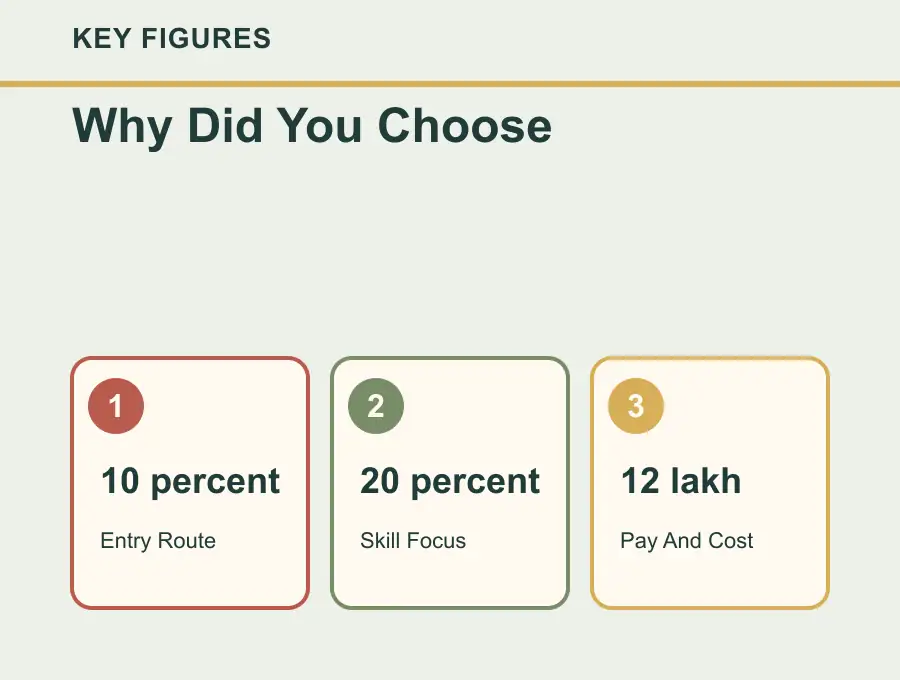 KEY FIGURES
Why Did You Choose
1
10 percent
Entry Route
2
20 percent
Skill Focus
3
12 lakh
Pay And Cost